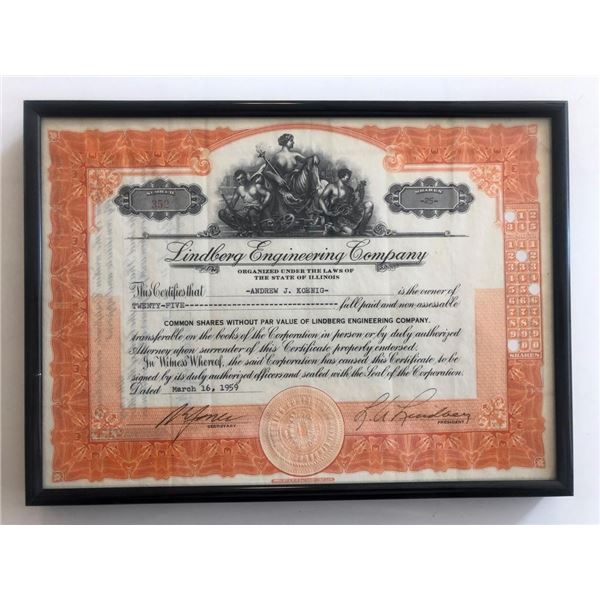 NUMBER
352
SHARES
-25-
Lindberg Engineering Company
ORGANIZED UNDER THE LAWS OF
THE STATE OF ILLINOIS
This Certifies that -ANDREW J. KOENIG- is the owner of
TWENTY-FIVE full paid and non-assessable
COMMON SHARES WITHOUT PAR VALUE OF LINDBERG ENGINEERING COMPANY.
transferable on the books of the Corporation in person or by duly authorized
Attorney upon surrender of this Certificate properly endorsed.
In Witness Whereof, the said Corporation has caused this Certificate to be
signed by its duly authorized officers and sealed with the Seal of the Corporation.
Dated March 16, 1959
SECRETARY
PRESIDENT
SHARES